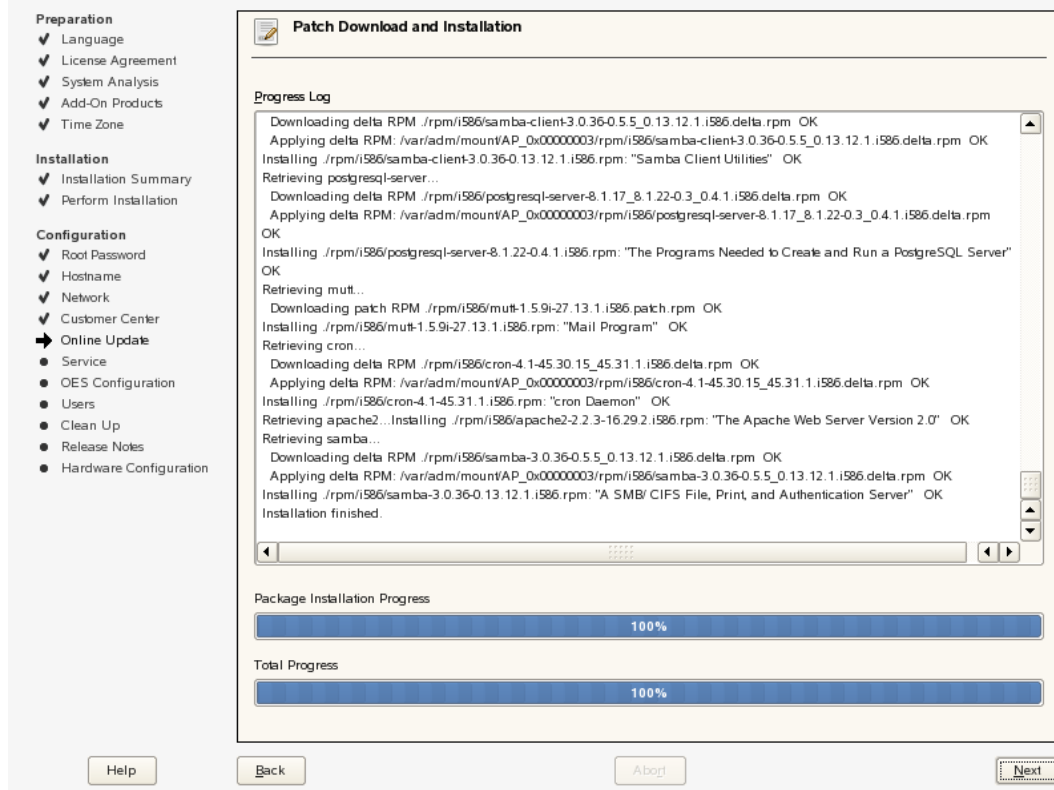 Preparation
Language
License Agreement
System Analysis
Add-On Products
Time Zone
Installation
Installation Summary
Perform Installation
Configuration
Root Password
Hostname
Network
Customer Center
Online Update
Service
OES Configuration
Users
Clean Up
Release Notes
Hardware Configuration
Patch Download and Installation
Progress Log
Downloading delta RPM ./rpm/i586/samba-client-3.0.36-0.5.5_0.13.12.1.i586.delta.rpm OK
Applying delta RPM: /var/adm/mount/AP_0x00000003/rpm/i586/samba-client-3.0.36-0.5.5_0.13.12.1.i586.delta.rpm OK
Installing ./rpm/i586/samba-client-3.0.36-0.13.12.1.i586.rpm: "Samba Client Utilities" OK
Retrieving postgresql-server...
Downloading delta RPM ./rpm/i586/postgresql-server-8.1.17_8.1.22-0.3_0.4.1.i586.delta.rpm OK
Applying delta RPM: /var/adm/mount/AP_0x00000003/rpm/i586/postgresql-server-8.1.17_8.1.22-0.3_0.4.1.i586.delta.rpm
OK
Installing ./rpm/i586/postgresql-server-8.1.22-0.4.1.i586.rpm: "The Programs Needed to Create and Run a PostgreSQL Server"
OK
Retrieving mutt...
Downloading patch RPM ./rpm/i586/mutt-1.5.9i-27.13.1.i586.patch.rpm OK
Installing ./rpm/i586/mutt-1.5.9i-27.13.1.i586.rpm: "Mail Program" OK
Retrieving cron...
Downloading delta RPM ./rpm/i586/cron-4.1-45.30.15_45.31.1.i586.delta.rpm OK
Applying delta RPM: /var/adm/mount/AP_0x00000003/rpm/i586/cron-4.1-45.30.15_45.31.1.i586.delta.rpm OK
Installing ./rpm/i586/cron-4.1-45.31.1.i586.rpm: "cron Daemon" OK
Retrieving apache2...Installing ./rpm/i586/apache2-2.2.3-16.29.2.i586.rpm: "The Apache Web Server Version 2.0" OK
Retrieving samba...
Downloading delta RPM ./rpm/i586/samba-3.0.36-0.5.5_0.13.12.1.i586.delta.rpm OK
Applying delta RPM: /var/adm/mount/AP_0x00000003/rpm/i586/samba-3.0.36-0.5.5_0.13.12.1.i586.delta.rpm OK
Installing ./rpm/i586/samba-3.0.36-0.13.12.1.i586.rpm: "A SMB/ CIFS File, Print, and Authentication Server" OK
Installation finished.
Package Installation Progress
100%
Total Progress
100%
Help
Back
Abort
Next